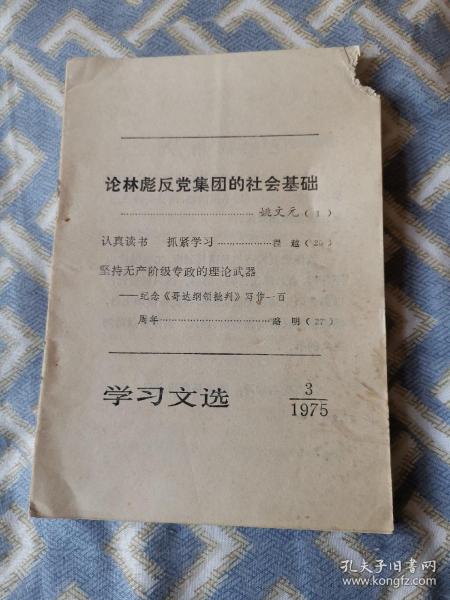 论林彪反党集团的社会基础
………………………………… 姚文元(1)
认真读书 抓紧学习……………… 程越(25)
坚持无产阶级专政的理论武器
——纪念《哥达纲领批判》写作一百
周年……………………………… 路明(27)
学习文选
3
1975
孔夫子旧书网
www.kongfz.com